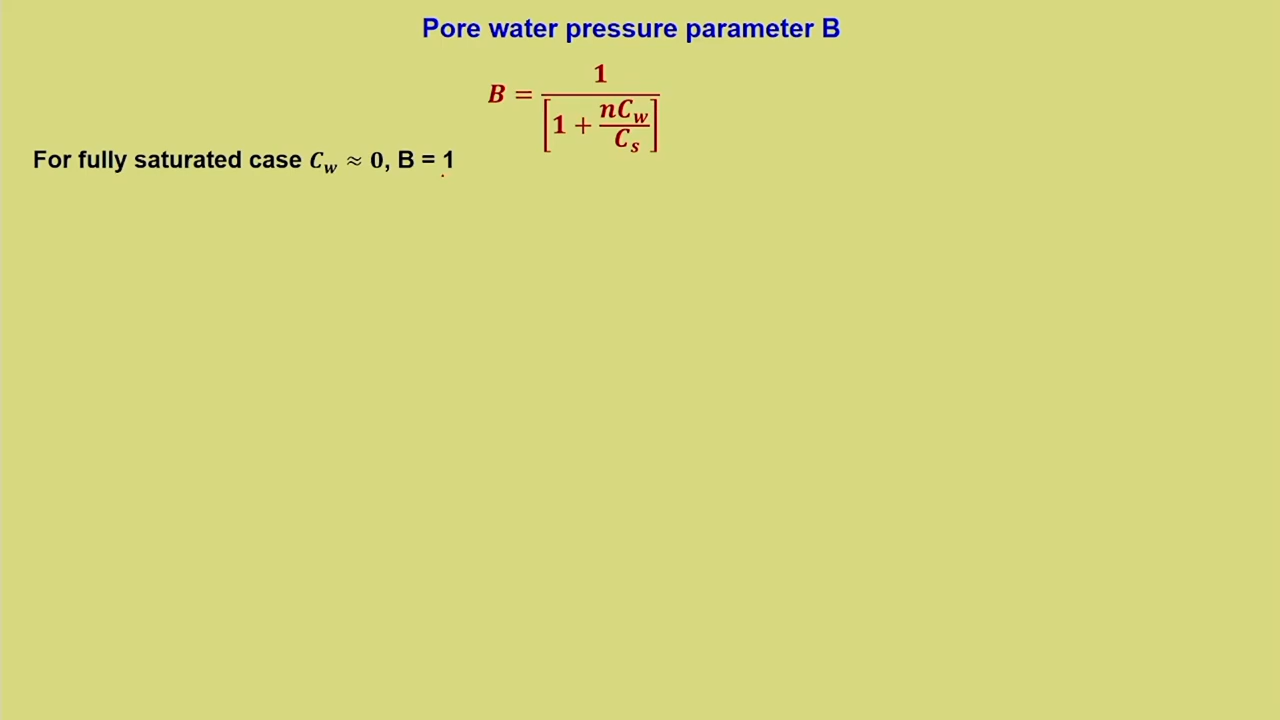 Pore water pressure parameter B
B = 1 / [1 + nC_w / C_s]
For fully saturated case C_w ≈ 0, B = 1